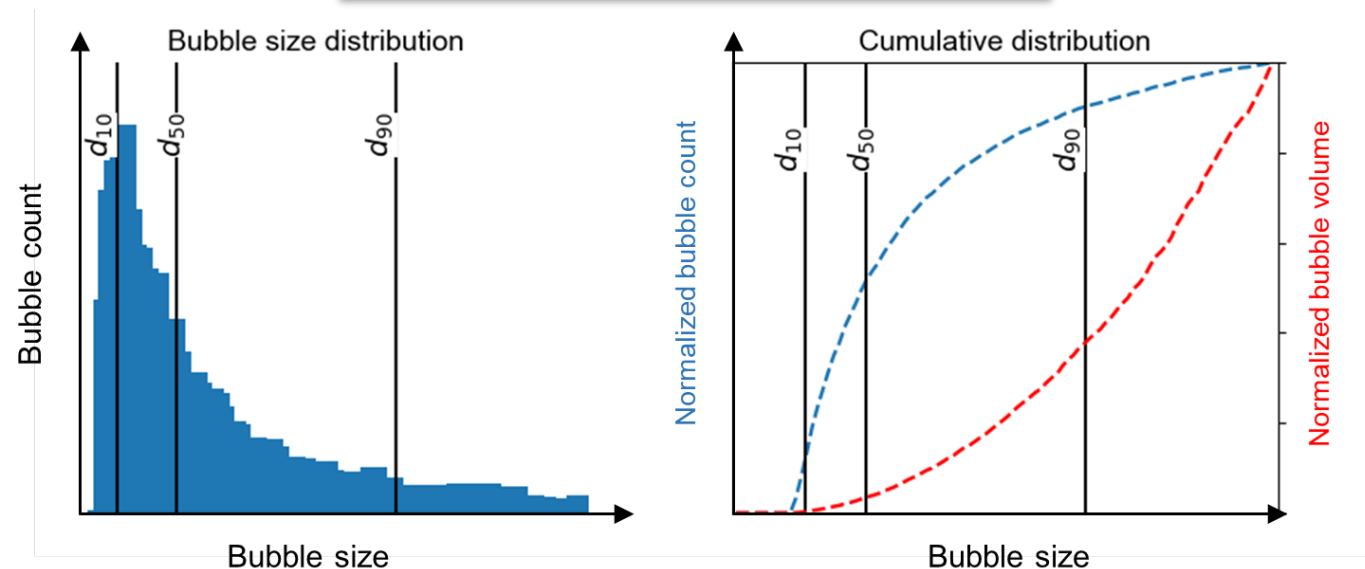 Bubble size distribution
d10
d50
d90
Bubble count
Bubble size
Cumulative distribution
d10
d50
d90
Normalized bubble count
Normalized bubble volume
Bubble size